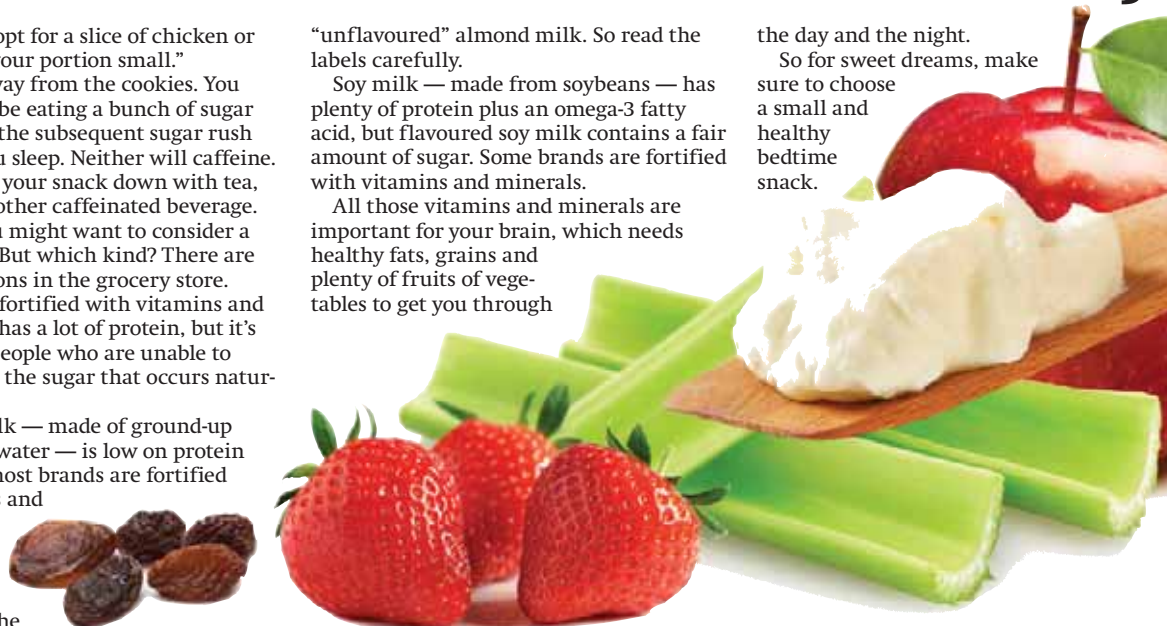 opt for a slice of chicken or
your portion small.”
way from the cookies. You
be eating a bunch of sugar
the subsequent sugar rush
u sleep. Neither will caffeine.
your snack down with tea,
other caffeinated beverage.
u might want to consider a
But which kind? There are
ons in the grocery store.
fortified with vitamins and
has a lot of protein, but it’s
eople who are unable to
the sugar that occurs natur-
lk — made of ground-up
water — is low on protein
most brands are fortified
s and
he
“unflavoured” almond milk. So read the
labels carefully.
Soy milk — made from soybeans — has
plenty of protein plus an omega-3 fatty
acid, but flavoured soy milk contains a fair
amount of sugar. Some brands are fortified
with vitamins and minerals.
All those vitamins and minerals are
important for your brain, which needs
healthy fats, grains and
plenty of fruits of vege-
tables to get you through
the day and the night.
So for sweet dreams, make
sure to choose
a small and
healthy
bedtime
snack.